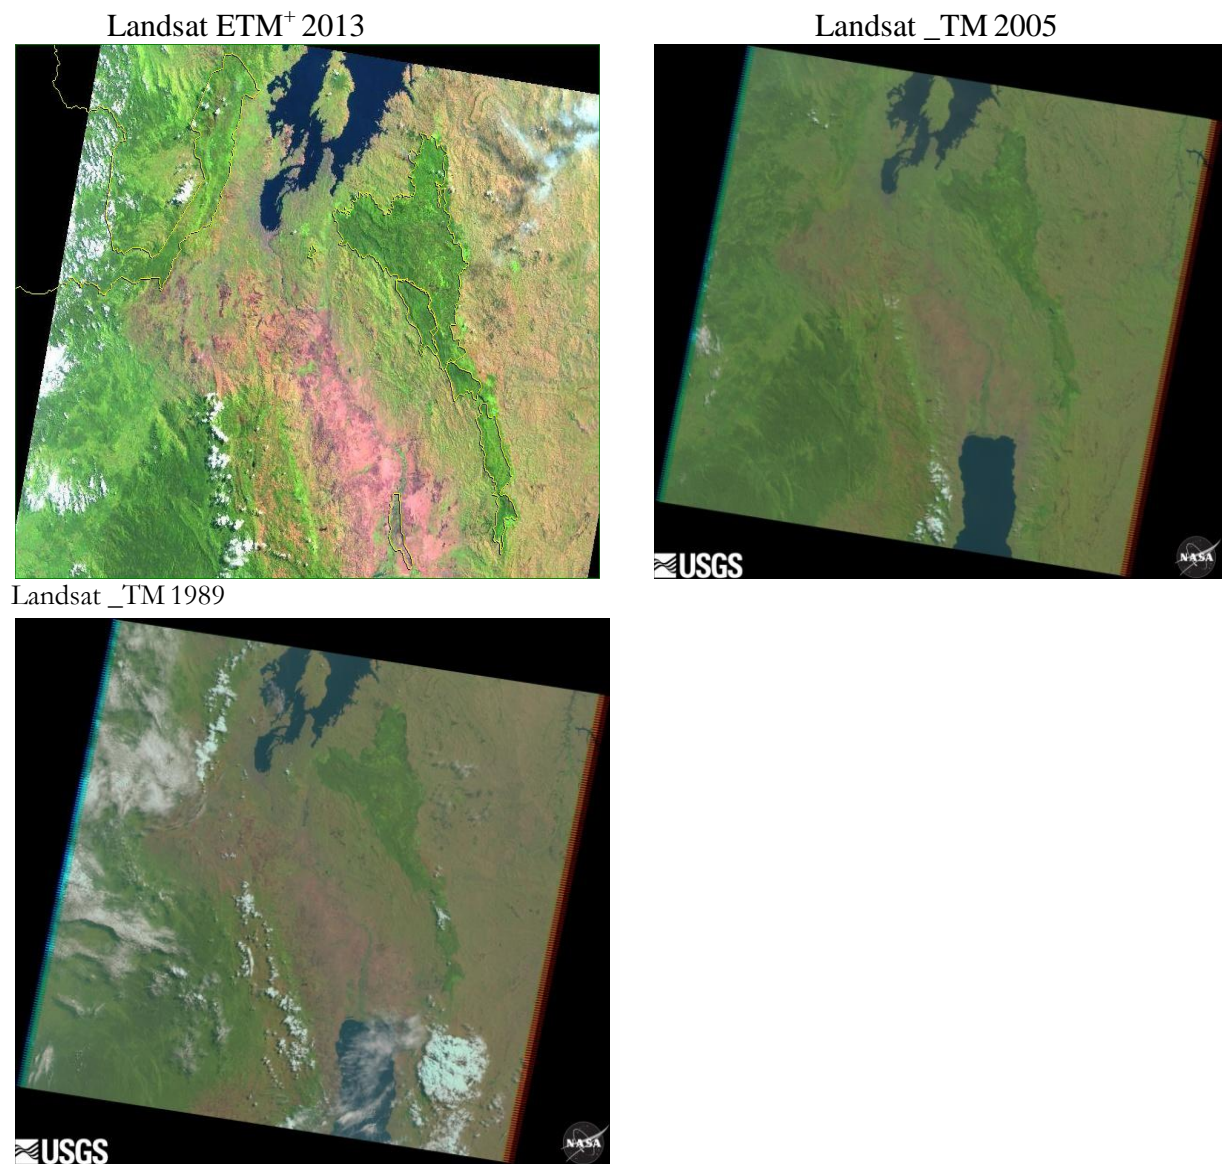 Landsat ETM+ 2013
Landsat _TM 2005
USGS
NASA
Landsat _TM 1989
USGS
NASA